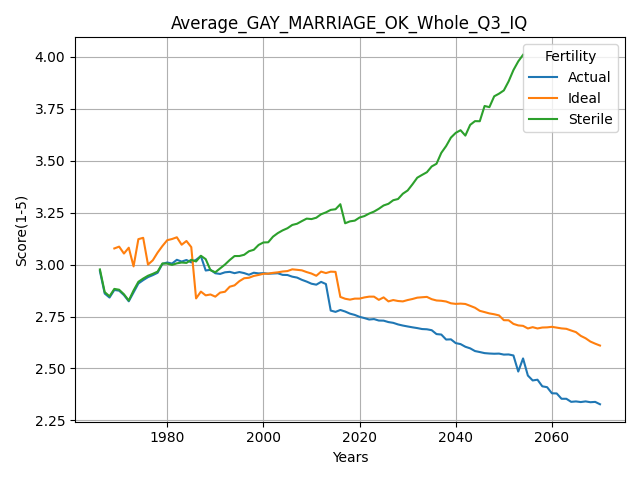 Average_GAY_MARRIAGE_OK_Whole_Q3_IQ
Score(1-5)
4.00
3.75
3.50
3.25
3.00
2.75
2.50
2.25
Fertility
Actual
Ideal
Sterile
1980
2000
2020
2040
2060
Years